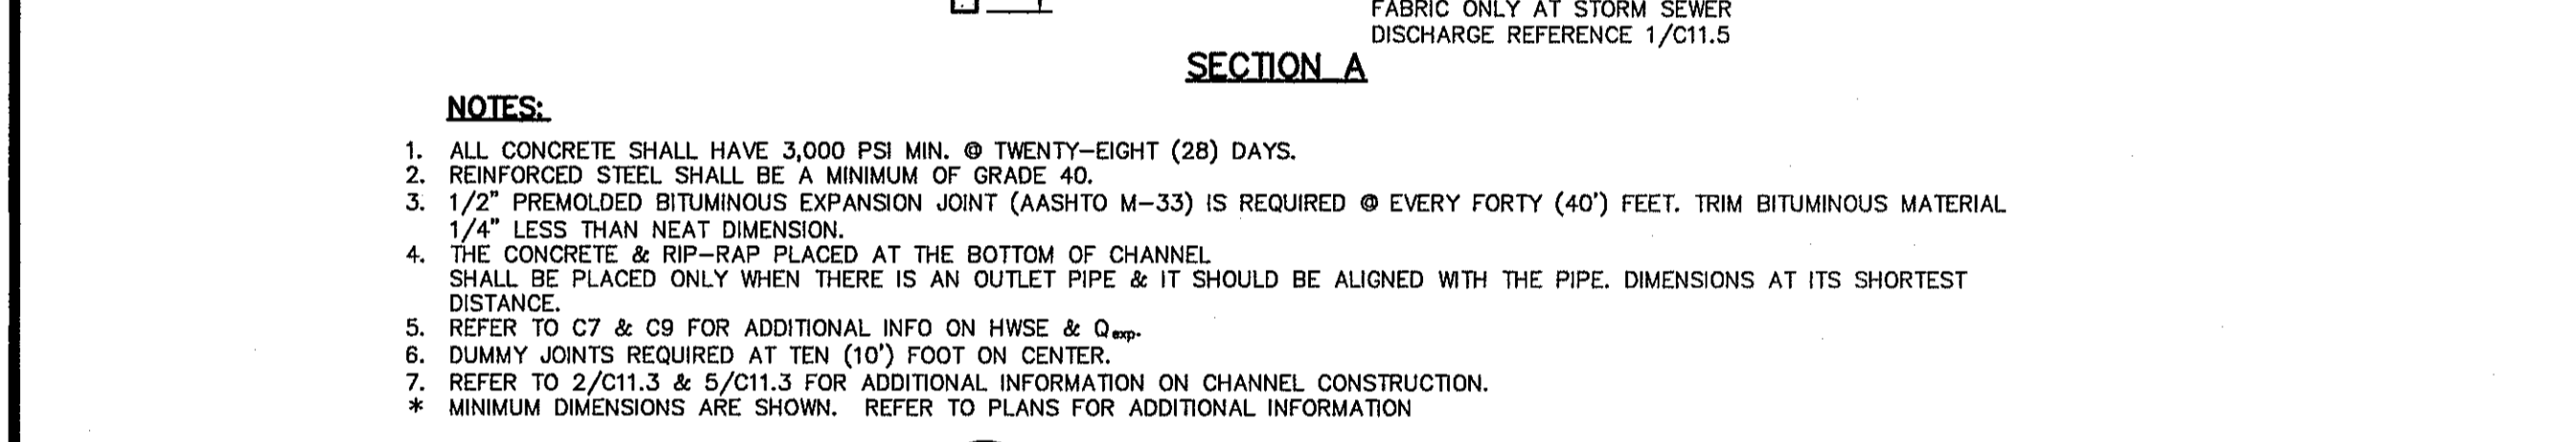 FABRIC ONLY AT STORM SEWER
DISCHARGE REFERENCE 1/C11.5
SECTION A
NOTES:
1. ALL CONCRETE SHALL HAVE 3,000 PSI MIN. @ TWENTY-EIGHT (28) DAYS.
2. REINFORCED STEEL SHALL BE A MINIMUM OF GRADE 40.
3. 1/2" PREMOLDED BITUMINOUS EXPANSION JOINT (AASHTO M-33) IS REQUIRED @ EVERY FORTY (40') FEET. TRIM BITUMINOUS MATERIAL
1/4" LESS THAN NEAT DIMENSION.
4. THE CONCRETE & RIP-RAP PLACED AT THE BOTTOM OF CHANNEL
SHALL BE PLACED ONLY WHEN THERE IS AN OUTLET PIPE & IT SHOULD BE ALIGNED WITH THE PIPE. DIMENSIONS AT ITS SHORTEST
DISTANCE.
5. REFER TO C7 & C9 FOR ADDITIONAL INFO ON HWSE & Qexp.
6. DUMMY JOINTS REQUIRED AT TEN (10') FOOT ON CENTER.
7. REFER TO 2/C11.3 & 5/C11.3 FOR ADDITIONAL INFORMATION ON CHANNEL CONSTRUCTION.
* MINIMUM DIMENSIONS ARE SHOWN. REFER TO PLANS FOR ADDITIONAL INFORMATION